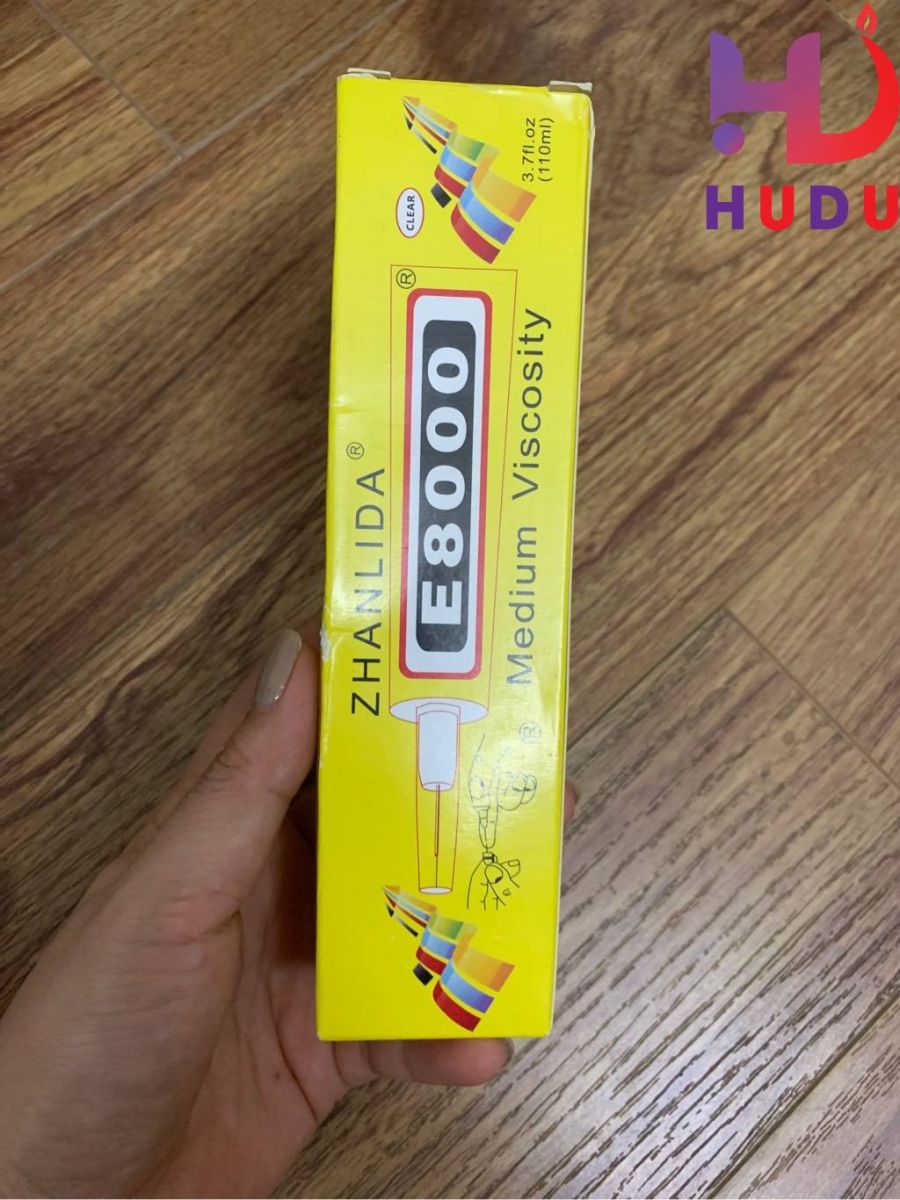 HUDU
3.7fl.oz
(110ml)
CLEAR
®
E8000
ZHANLIDA®
Medium Viscosity
®